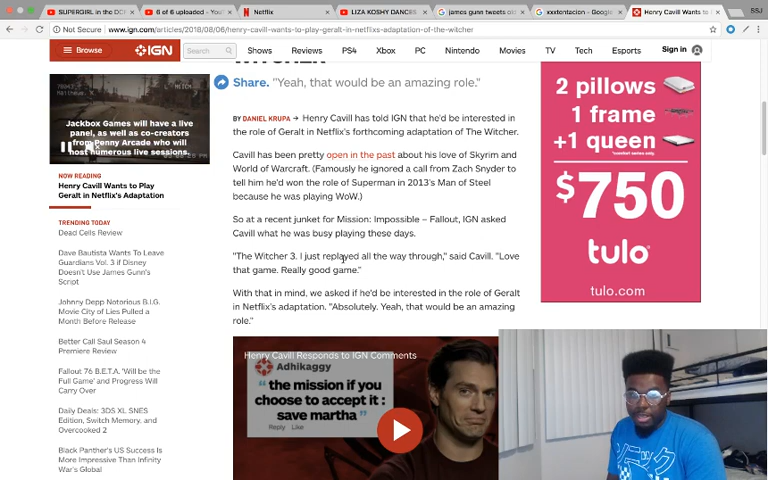 SUPERGIRL in the DC
6 of 6 uploaded - You
Netflix
LIZA KOSHY DANCES
james gunn tweets
xxxtentacion - Google
Henry Cavill Wants to
SSJ
www.ign.com/articles/2018/08/06/henry-cavill-wants-to-play-geralt-in-netflixs-adaptation-of-the-witcher
Browse
IGN
Search
Shows
Reviews
PS4
Xbox
PC
Nintendo
Movies
TV
Tech
Esports
Sign in
Share. "Yeah, that would be an amazing role."
Jackbox Games will have a live
panel, as well as co-creators
from Penny Arcade who will
host numerous live sessions.
NOW READING
Henry Cavill Wants to Play
Geralt in Netflix's Adaptation
TRENDING TODAY
Dead Cells Review
Dave Bautista Wants To Leave
Guardians Vol. 3 if Disney
Doesn't Use James Gunn's
Script
Johnny Depp Notorious B.I.G.
Movie City of Lies Pulled a
Month Before Release
Better Call Saul Season 4
Premiere Review
Fallout 76 B.E.T.A. 'Will be the
Full Game' and Progress Will
Carry Over
Daily Deals: 3DS XL SNES
Edition, Switch Memory, and
Overcooked 2
Black Panther's US Success Is
More Impressive Than Infinity
War's Global
BY DANIEL KRUPA → Henry Cavill has told IGN that he'd be interested in
the role of Geralt in Netflix's forthcoming adaptation of The Witcher.
Cavill has been pretty open in the past about his love of Skyrim and
World of Warcraft. (Famously he ignored a call from Zach Snyder to
tell him he'd won the role of Superman in 2013's Man of Steel
because he was playing WoW.)
So at a recent junket for Mission: Impossible – Fallout, IGN asked
Cavill what he was busy playing these days.
"The Witcher 3. I just replayed all the way through," said Cavill. "Love
that game. Really good game."
With that in mind, we asked if he'd be interested in the role of Geralt
in Netflix's adaptation. "Absolutely. Yeah, that would be an amazing
role."
Henry Cavill Responds to IGN Comments
Adhikaggy
"the mission if you
choose to accept it :
save martha"
Reply Like
2 pillows
1 frame
+1 queen
$750
tulo
tulo.com